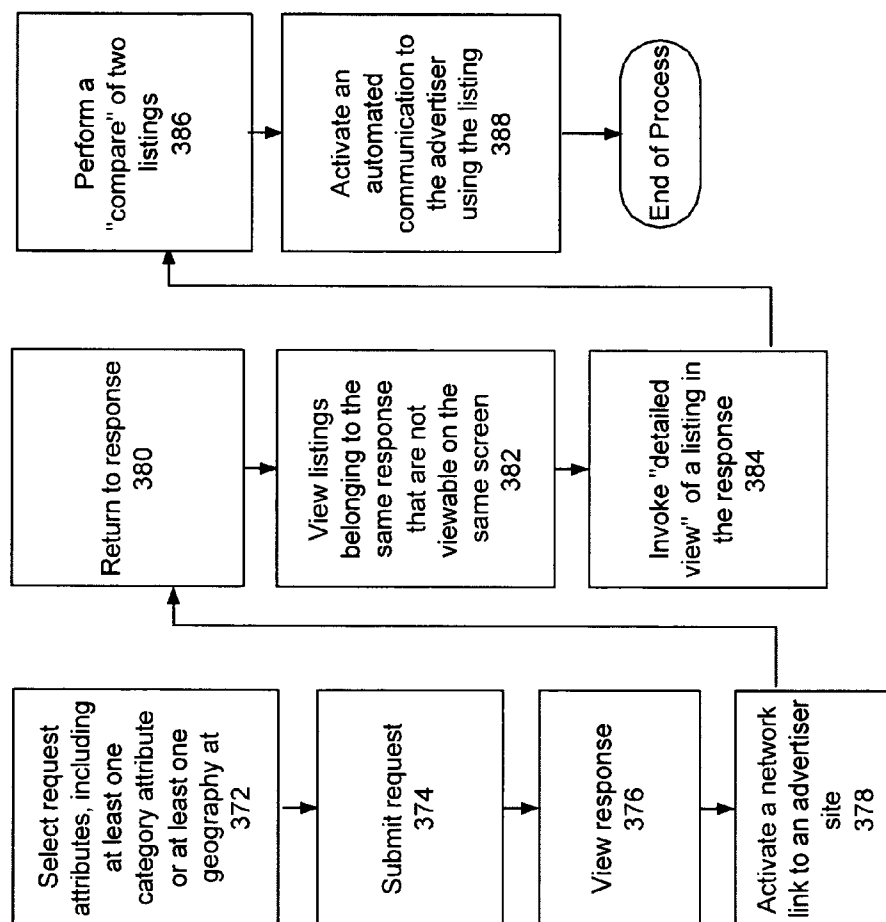 Select request
attributes, including
at least one
category attribute
or at least one
geography at
372
Submit request
374
View response
376
Activate a network
link to an advertiser
site
378
Return to response
380
View listings
belonging to the
same response
that are not
viewable on the
same screen
382
Invoke "detailed
view" of a listing in
the response
384
Perform a
"compare" of two
listings
386
Activate an
automated
communication to
the advertiser
using the listing
388
End of Process